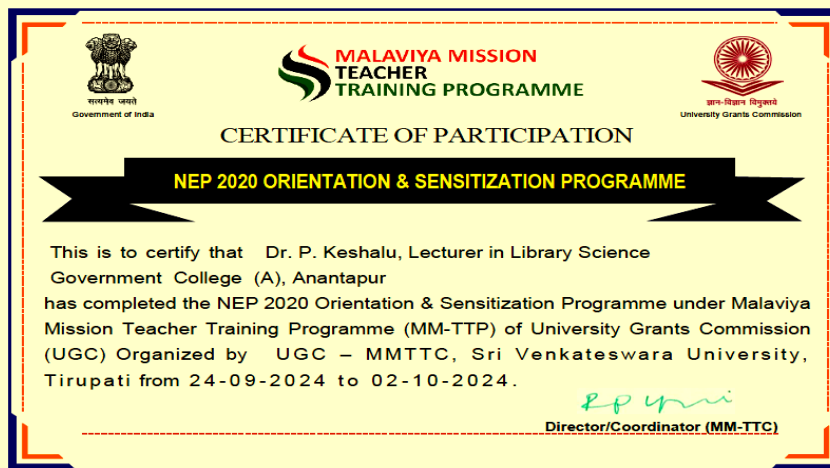 MALAVIYA MISSION
TEACHER
TRAINING PROGRAMME
सत्यमेव जयते
Government of India
ज्ञान-विज्ञान विमुक्तये
University Grants Commission
CERTIFICATE OF PARTICIPATION
NEP 2020 ORIENTATION & SENSITIZATION PROGRAMME
This is to certify that Dr. P. Keshalu, Lecturer in Library Science
Government College (A), Anantapur
has completed the NEP 2020 Orientation & Sensitization Programme under Malaviya
Mission Teacher Training Programme (MM-TTP) of University Grants Commission
(UGC) Organized by UGC – MMTTC, Sri Venkateswara University,
Tirupati from 24-09-2024 to 02-10-2024.
Director/Coordinator (MM-TTC)